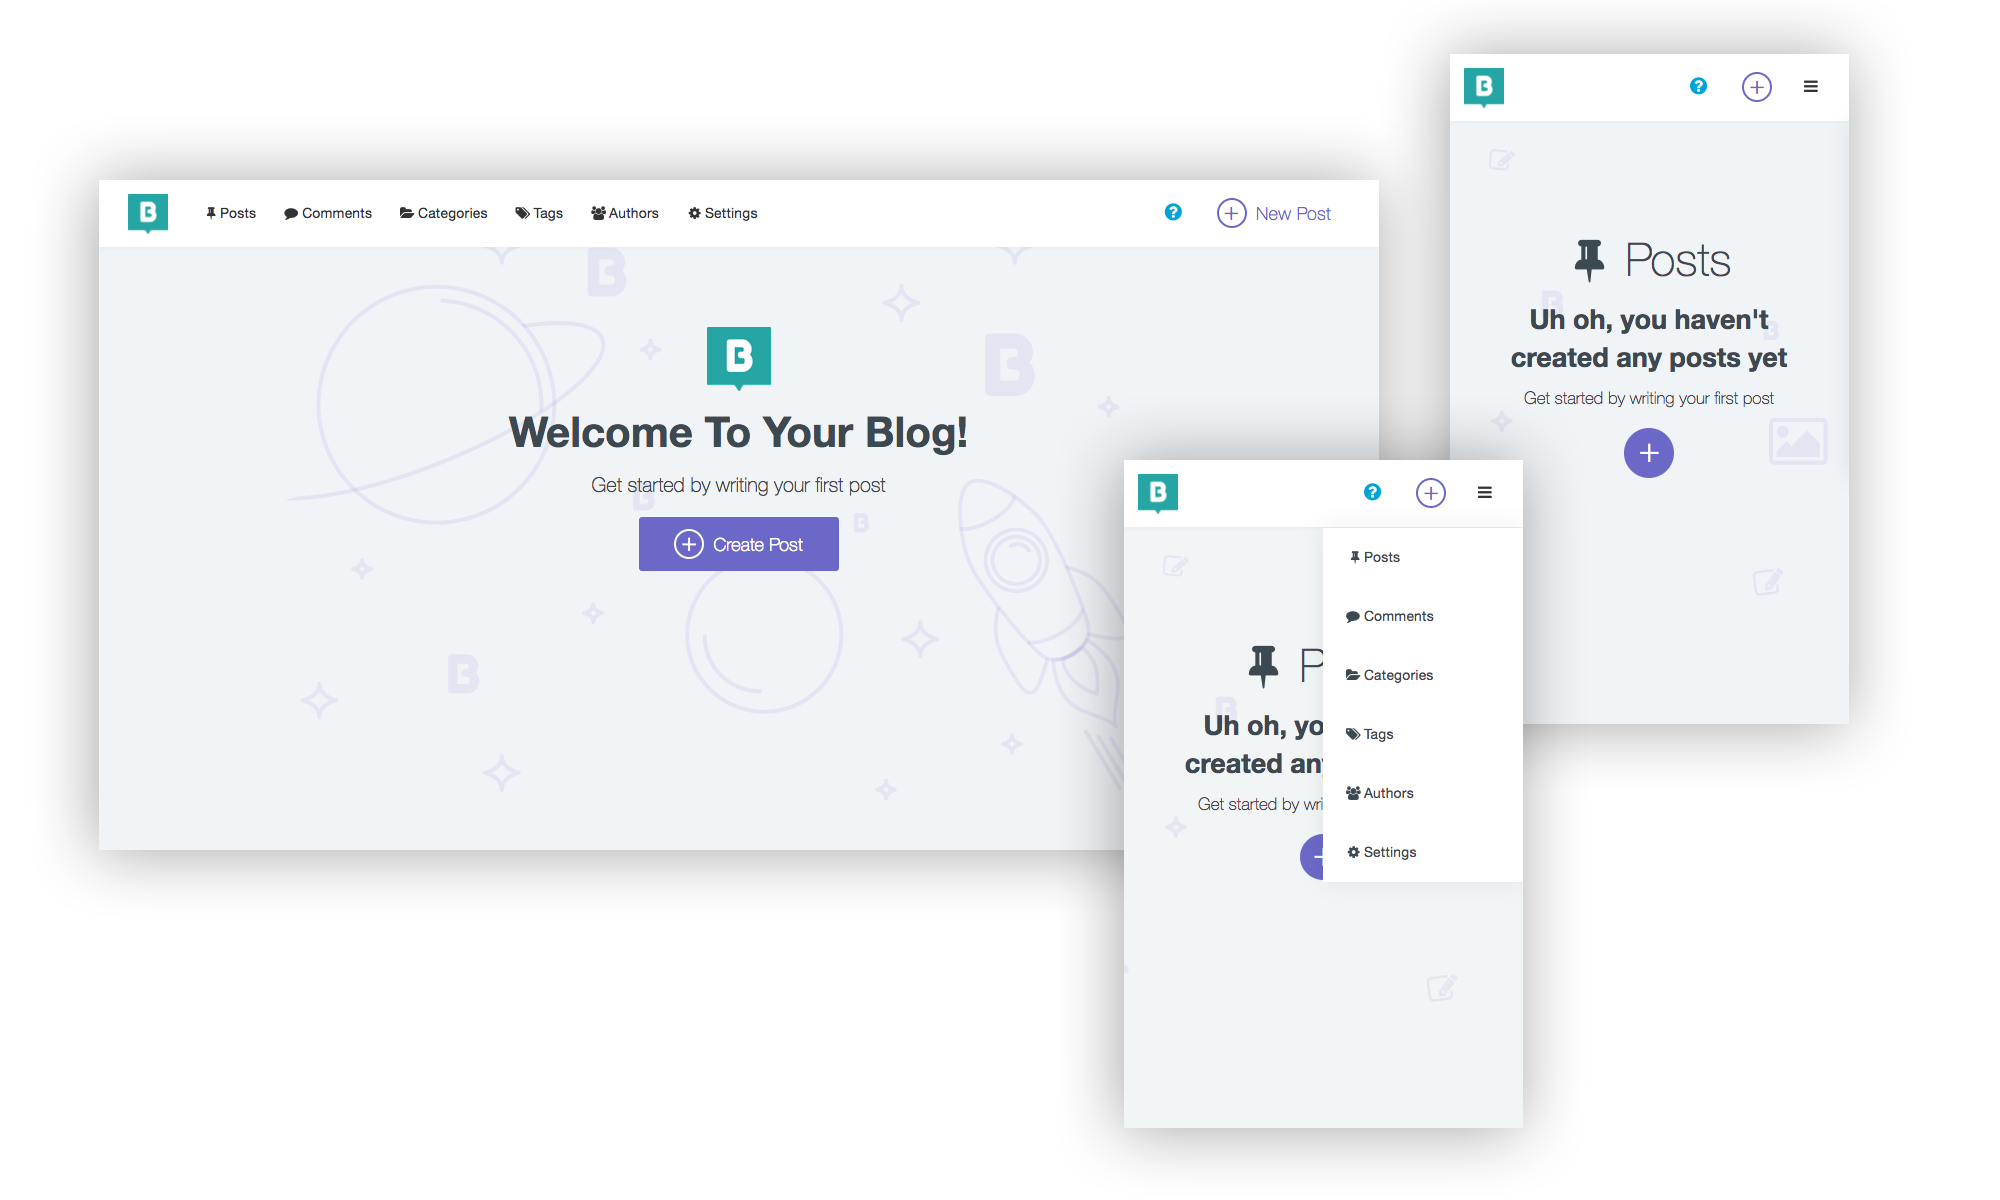 B
Posts
Comments
Categories
Tags
Authors
Settings
?
New Post
B
Welcome To Your Blog!
Get started by writing your first post
Create Post
B
?
Posts
Uh oh, you haven't
created any posts yet
Get started by writing your first post
B
?
P
Uh oh, yo
created an
Get started by wri
Posts
Comments
Categories
Tags
Authors
Settings